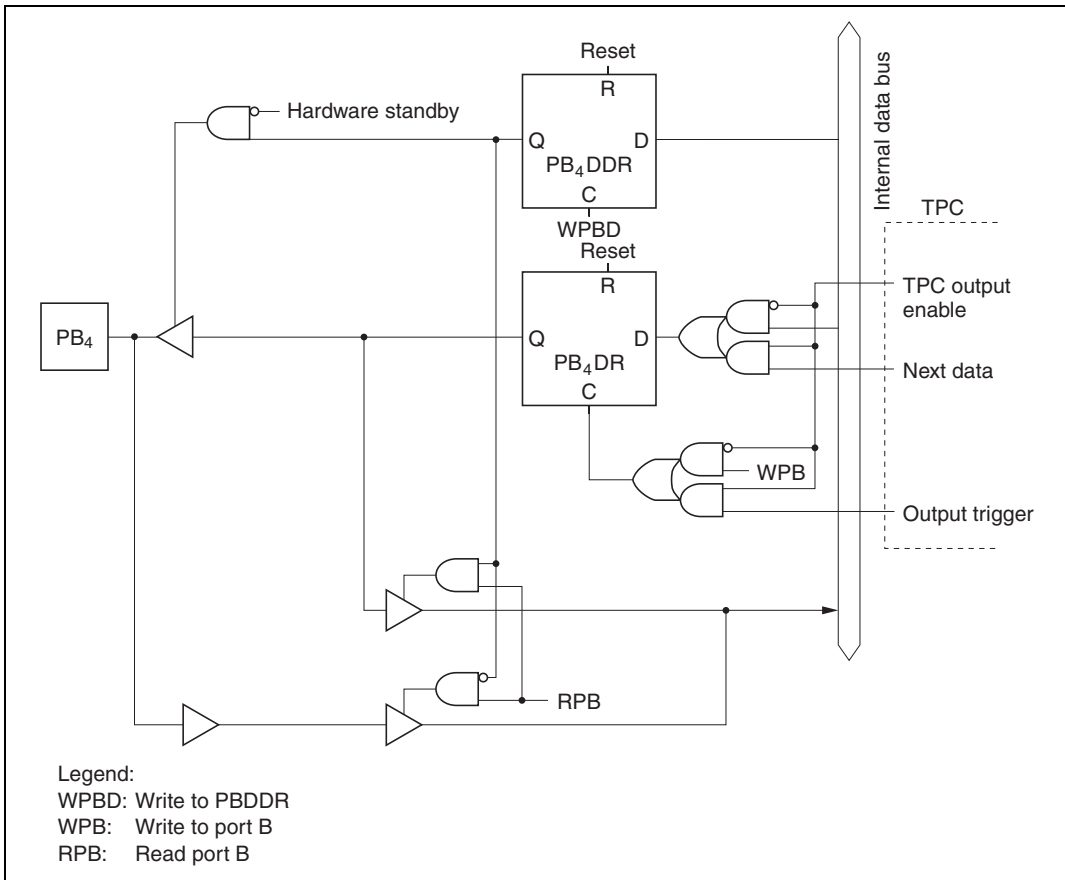 Reset
R
Hardware standby
Q
D
PB₄DDR
C
WPBD
Internal data bus
TPC
Reset
R
TPC output
enable
PB₄
Q
D
PB₄DR
C
Next data
WPB
Output trigger
RPB
Legend:
WPBD: Write to PBDDR
WPB: Write to port B
RPB: Read port B